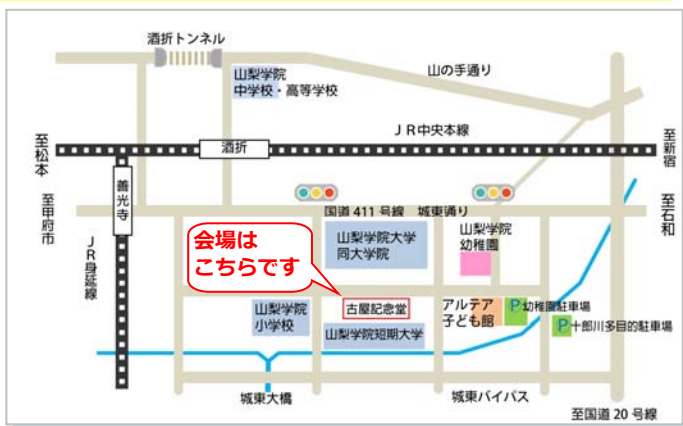 酒折トンネル
山梨学院
中学校・高等学校
山の手通り
ＪＲ中央本線
至松本
酒折
至新宿
善光寺
至甲府市
国道 411 号線　城東通り
至石和
ＪＲ身延線
会場は
こちらです
山梨学院大学
同大学院
山梨学院
幼稚園
山梨学院
小学校
古屋記念堂
アルテア
子ども館
P 幼稚園駐車場
山梨学院短期大学
P 十郎川多目的駐車場
城東大橋
城東バイパス
至国道 20 号線